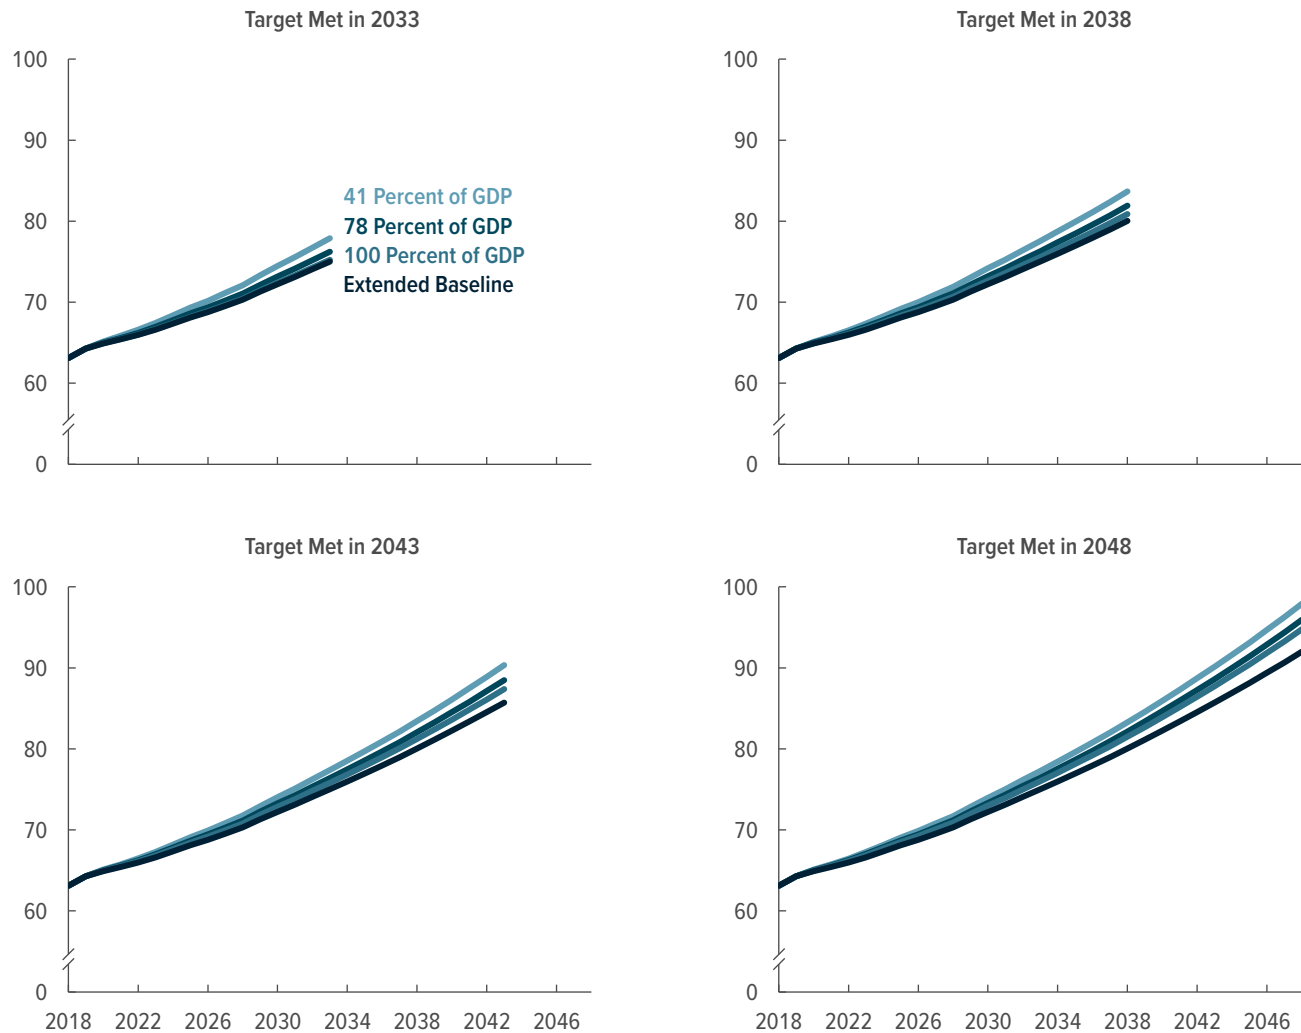 Target Met in 2033
100
90
80
70
60
0
41 Percent of GDP
78 Percent of GDP
100 Percent of GDP
Extended Baseline
Target Met in 2038
100
90
80
70
60
0
Target Met in 2043
100
90
80
70
60
0
2018 2022 2026 2030 2034 2038 2042 2046
Target Met in 2048
100
90
80
70
60
0
2018 2022 2026 2030 2034 2038 2042 2046